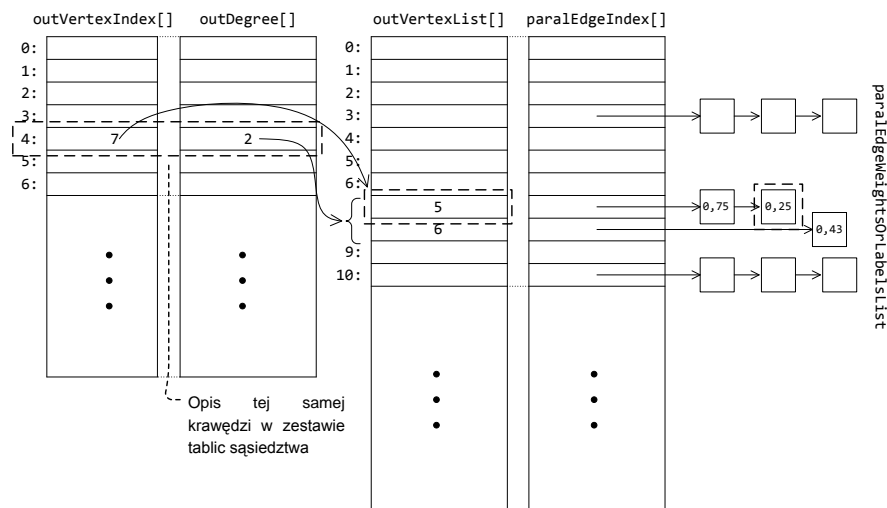 outVertexIndex[] outDegree[] outVertexList[] paralEdgeIndex[]
0: 0:
1: 1:
2: 2:
3: 3:
4: 7 2 4:
5: 5:
6: 6:
5 0,75 0,25
6 0,43
9:
10:
paralEdgeWeightsOrLabelsList
Opis tej samej
krawędzi w zestawie
tablic sąsiedztwa